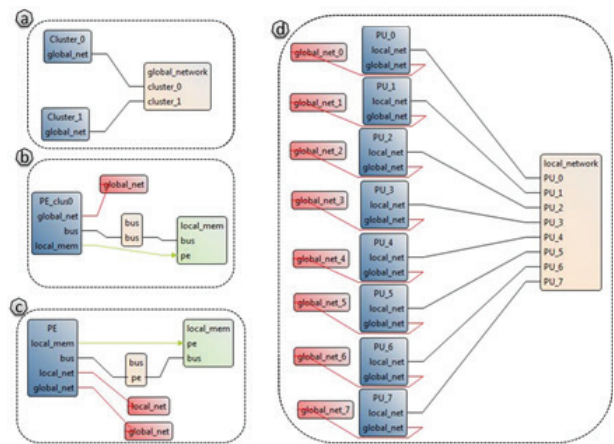 a
Cluster_0
global_net
global_network
cluster_0
cluster_1
Cluster_1
global_net
b
global_net
PE_clus0
global_net
bus
local_mem
bus
bus
local_mem
bus
pe
c
PE
local_mem
bus
local_net
global_net
bus
pe
local_mem
pe
bus
local_net
global_net
d
global_net_0
PU_0
local_net
global_net
global_net_1
PU_1
local_net
global_net
global_net_2
PU_2
local_net
global_net
global_net_3
PU_3
local_net
global_net
global_net_4
PU_4
local_net
global_net
global_net_5
PU_5
local_net
global_net
global_net_6
PU_6
local_net
global_net
global_net_7
PU_7
local_net
global_net
local_network
PU_0
PU_1
PU_2
PU_3
PU_4
PU_5
PU_6
PU_7